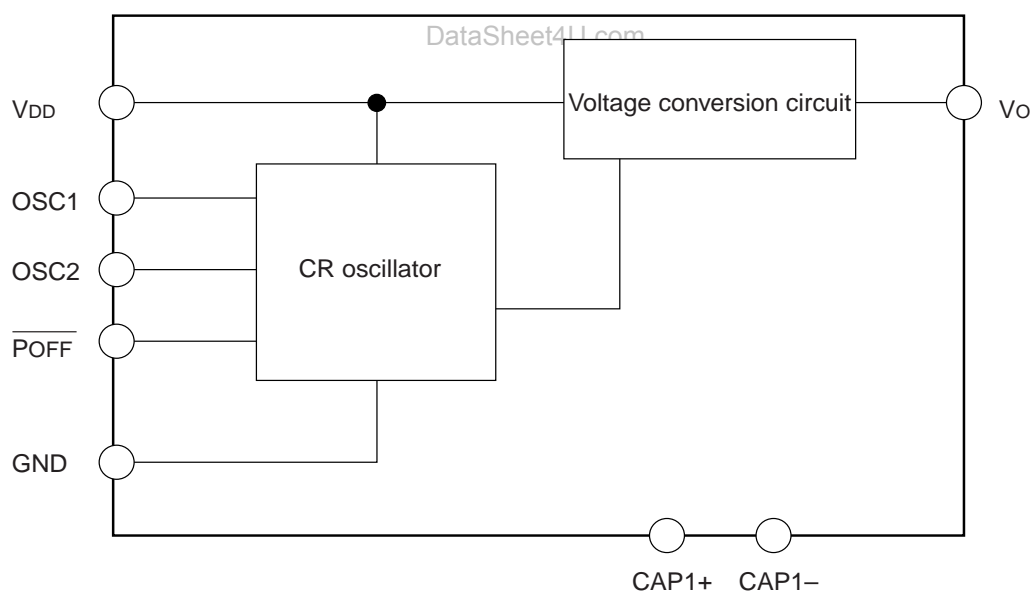 DataSheet4U.com
Voltage conversion circuit
VDD
VO
OSC1
OSC2
CR oscillator
POFF
GND
CAP1+ CAP1–